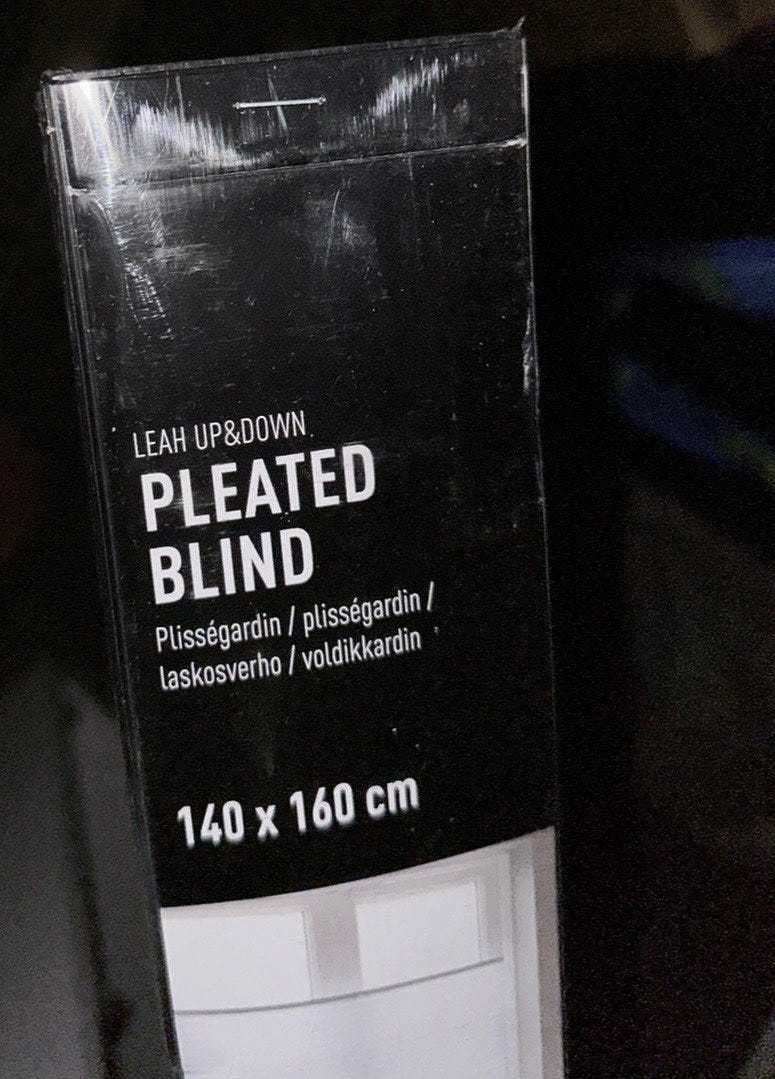 LEAH UP&DOWN
PLEATED
BLIND
Plisségardin / plisségardin /
laskosverho / voldikkardin
140 x 160 cm